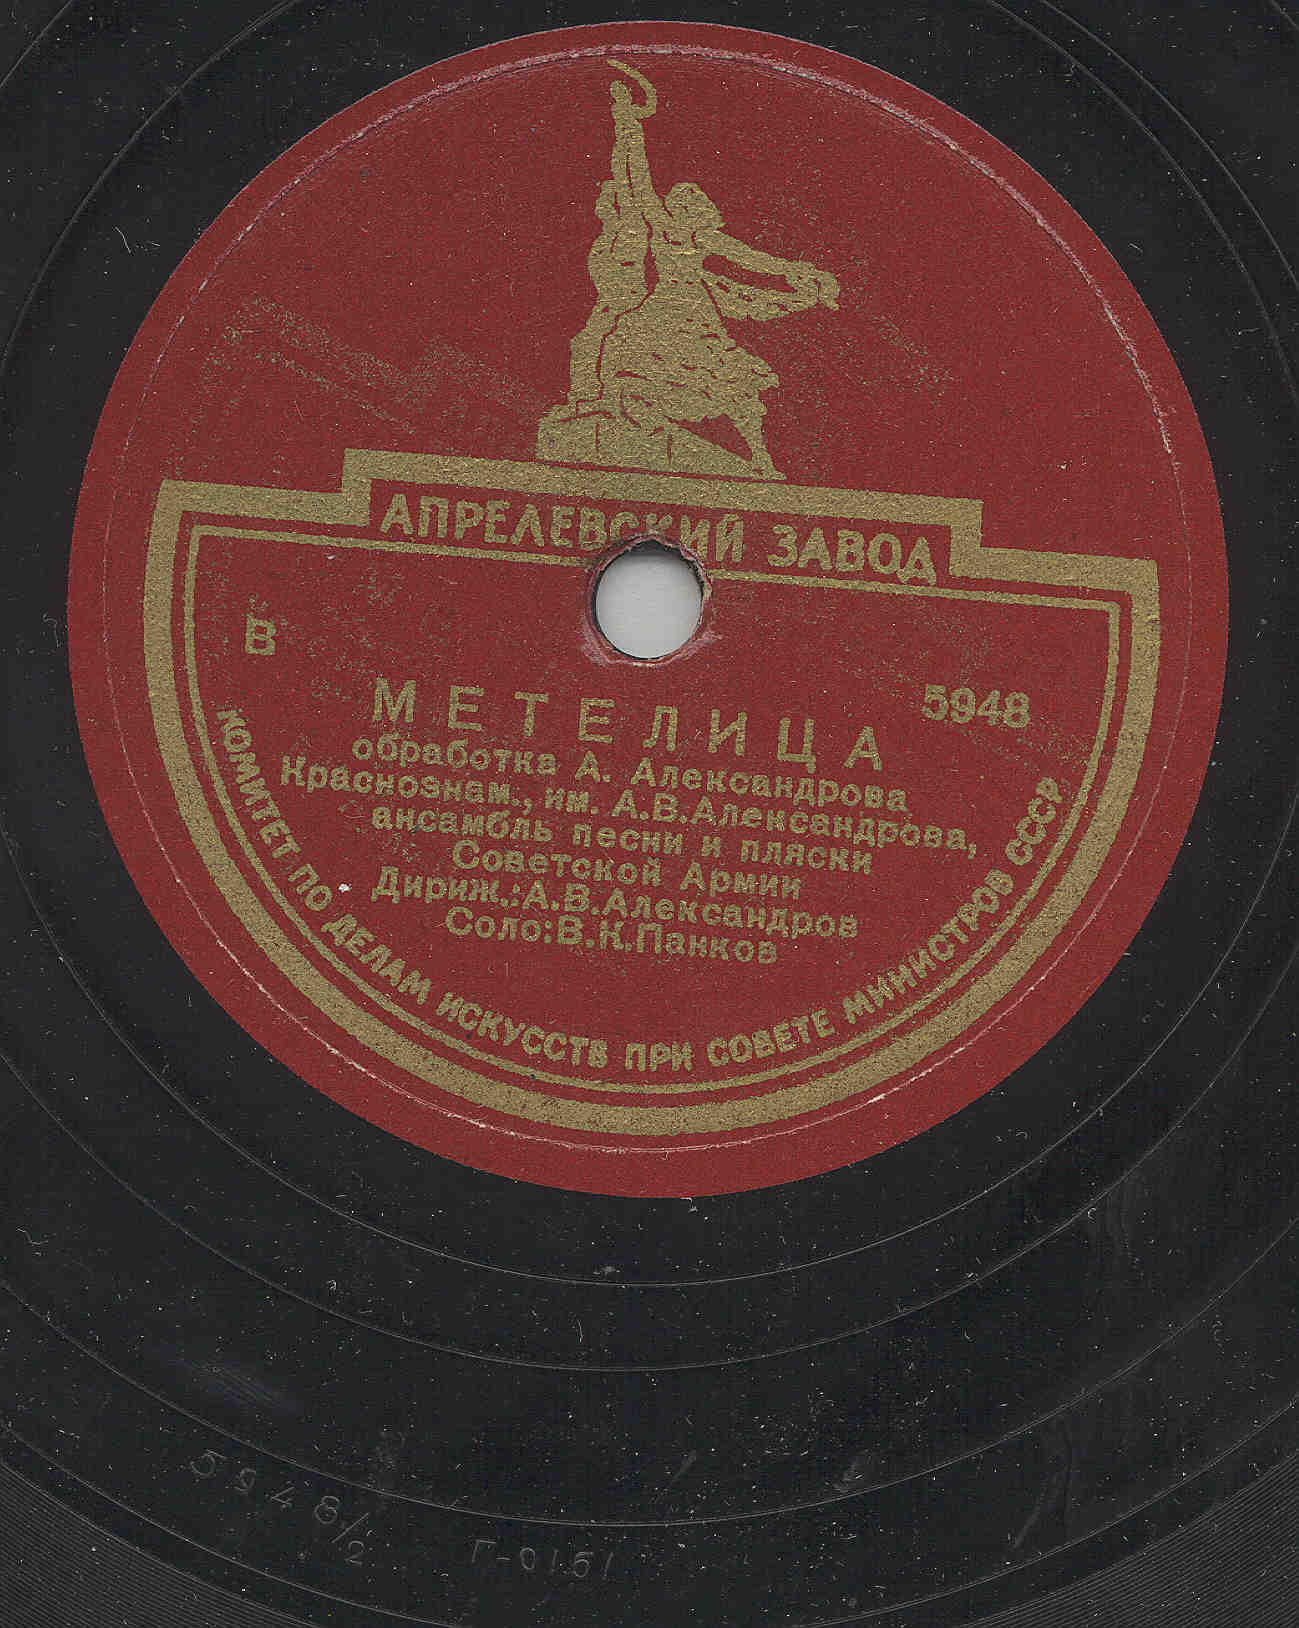 АПРЕЛЕВСКИЙ ЗАВОД
В
5948
МЕТЕЛИЦА
обработка А. Александрова
Краснознам., им. А.В.Александрова,
ансамбль песни и пляски
Советской Армии
Дириж.:А.В.Александров
Соло:В.К.Панков
КОМИТЕТ ПО ДЕЛАМ ИСКУССТВ ПРИ СОВЕТЕ МИНИСТРОВ СССР
5948/2
Г-0151